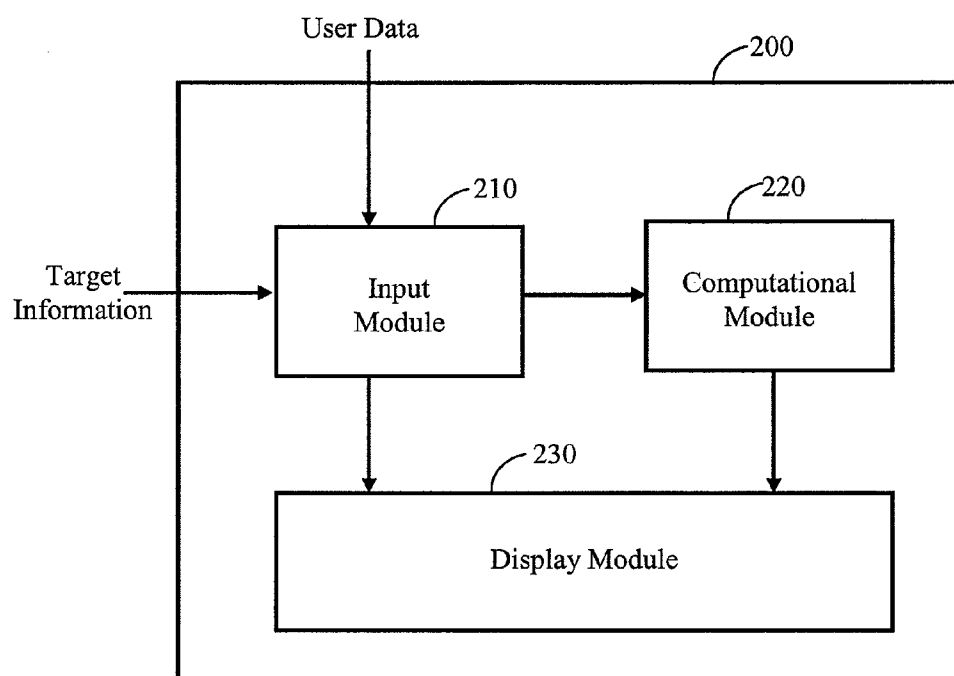 User Data
200
210
220
Target
Information
Input
Module
Computational
Module
230
Display Module